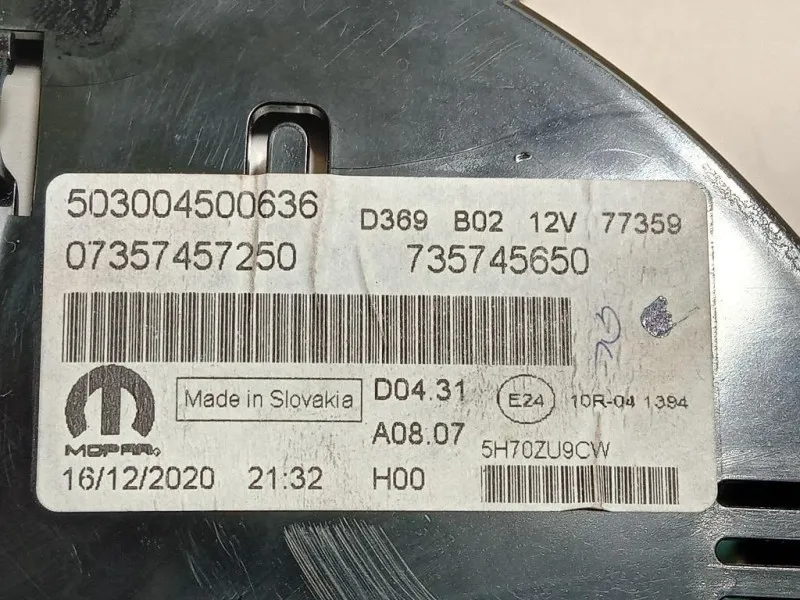 503004500636 D369 B02 12V 77359
07357457250 735745650
MOPAR
Made in Slovakia
D04.31
A08.07
H00
E24
10R-04 1394
5H70ZU9CW
16/12/2020 21:32